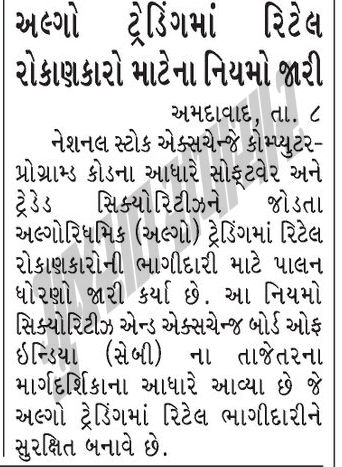 અલ્ગો ટ્રેડિંગમાં રિટેલ
રોકાણકારો માટેના નિયમો જારી
અમદાવાદ, તા. ૮
નેશનલ સ્ટોક એક્સચેન્જે કોમ્પ્યુટર-
પ્રોગ્રામ્ડ કોડના આધારે સોફ્ટવેર અને
ટ્રેડેડ સિક્યોરિટીઝને જોડતા
અલ્ગોરિધમિક (અલ્ગો) ટ્રેડિંગમાં રિટેલ
રોકાણકારોની ભાગીદારી માટે પાલન
ધોરણો જારી કર્યા છે. આ નિયમો
સિક્યોરિટીઝ એન્ડ એક્સચેન્જ બોર્ડ ઓફ
ઇન્ડિયા (સેબી) ના તાજેતરના
માર્ગદર્શિકાના આધારે આવ્યા છે જે
અલ્ગો ટ્રેડિંગમાં રિટેલ ભાગીદારીને
સુરક્ષિત બનાવે છે.